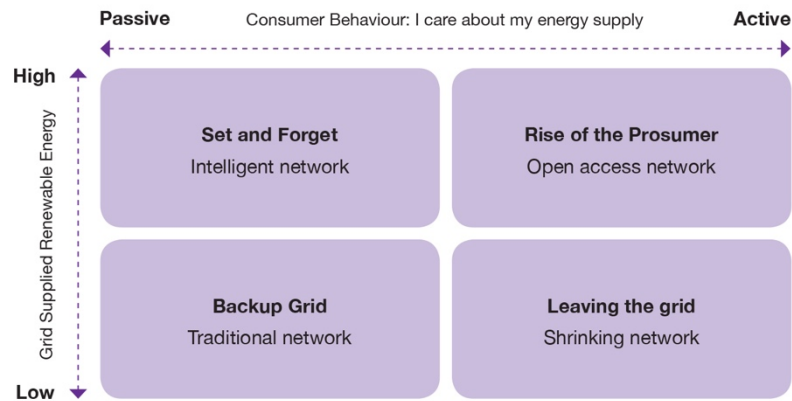 Passive
Consumer Behaviour: I care about my energy supply
Active
High
Grid Supplied Renewable Energy
Low
Set and Forget
Intelligent network
Rise of the Prosumer
Open access network
Backup Grid
Traditional network
Leaving the grid
Shrinking network